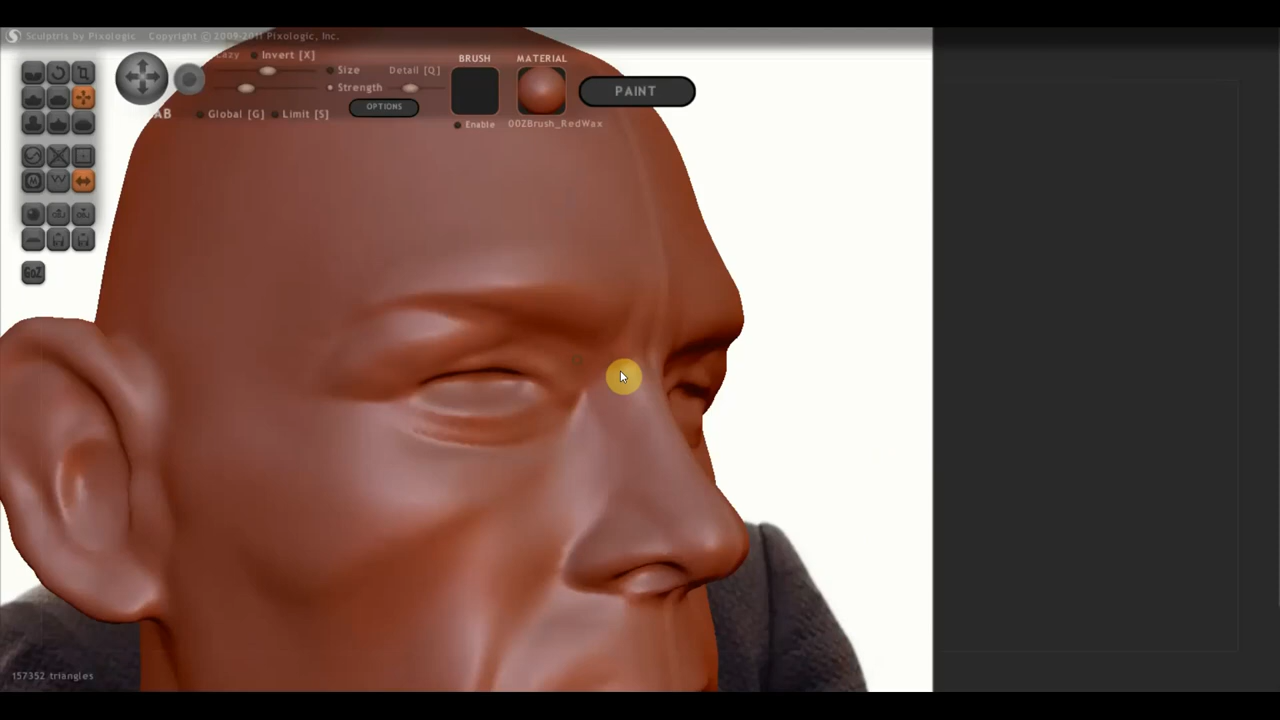 Sculptris by Pixologic Copyright © 2009-2011 Pixologic, Inc.
Invert [X]
BRUSH
MATERIAL
Size
Detail [Q]
Strength
PAINT
OPTIONS
AB
Global [G]
Limit [S]
Enable
00ZBrush_RedWax
GoZ
157352 triangles